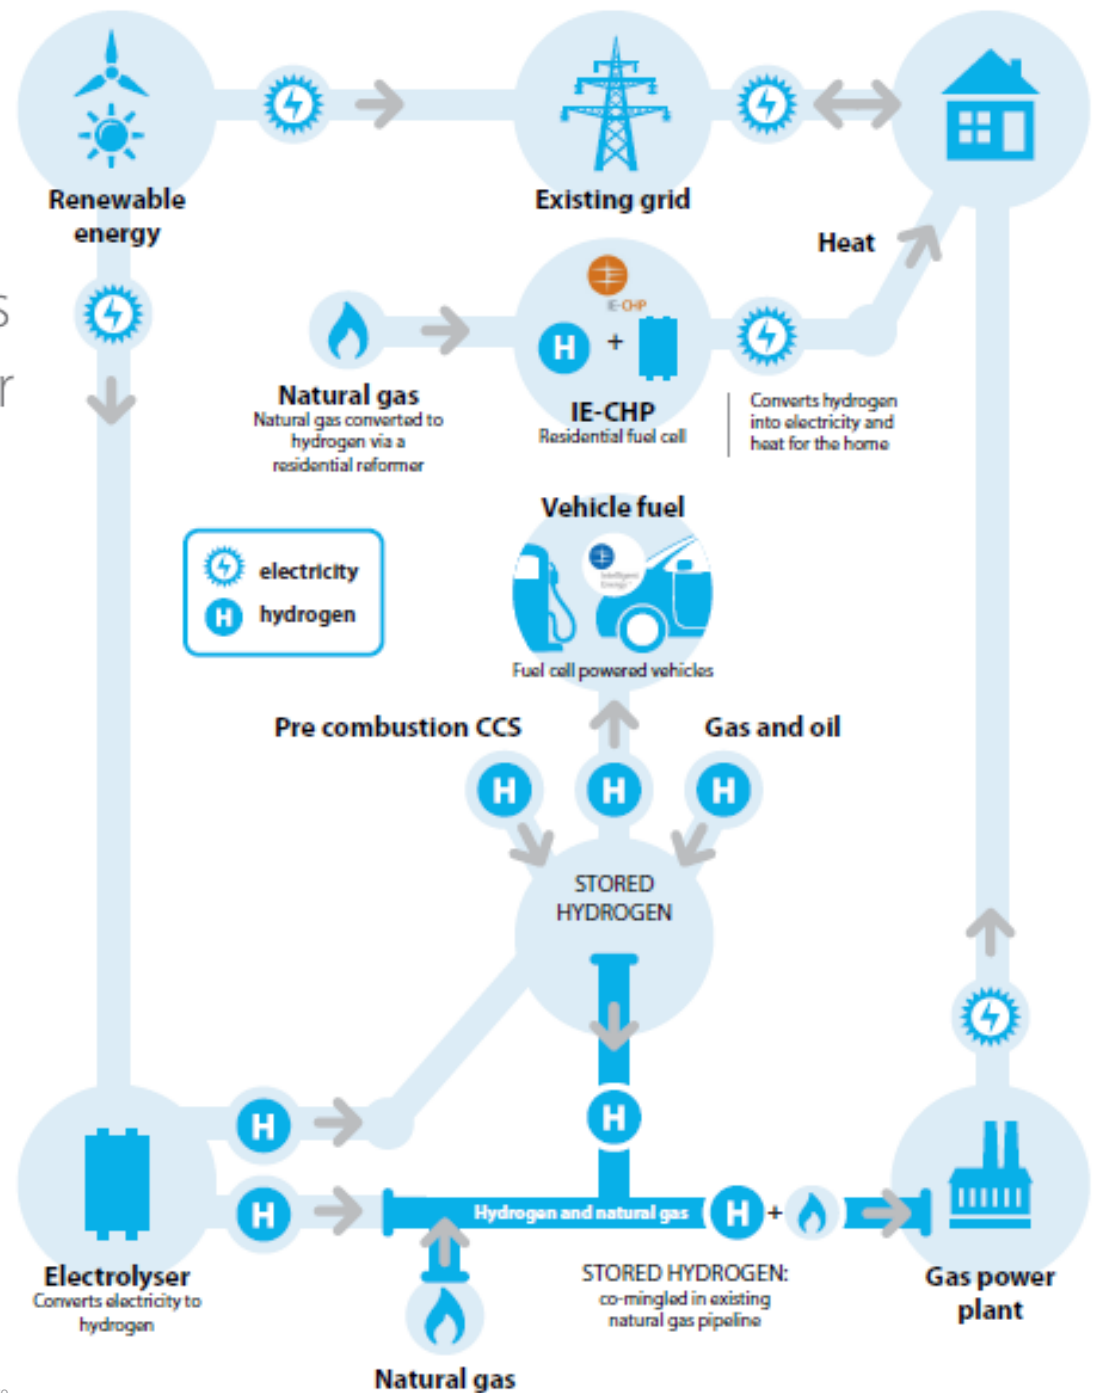 Renewable
energy
Existing grid
Heat
s
r
IE-CHP
H
+
Natural gas
Natural gas converted to
hydrogen via a
residential reformer
IE-CHP
Residential fuel cell
Converts hydrogen
into electricity and
heat for the home
Vehicle fuel
Intelligent
Energy
Fuel cell powered vehicles
electricity
H hydrogen
Pre combustion CCS
Gas and oil
H
H
H
STORED
HYDROGEN
H
H
H
Hydrogen and natural gas
H +
Electrolyser
Converts electricity to
hydrogen
STORED HYDROGEN:
co-mingled in existing
natural gas pipeline
Gas power
plant
Natural gas